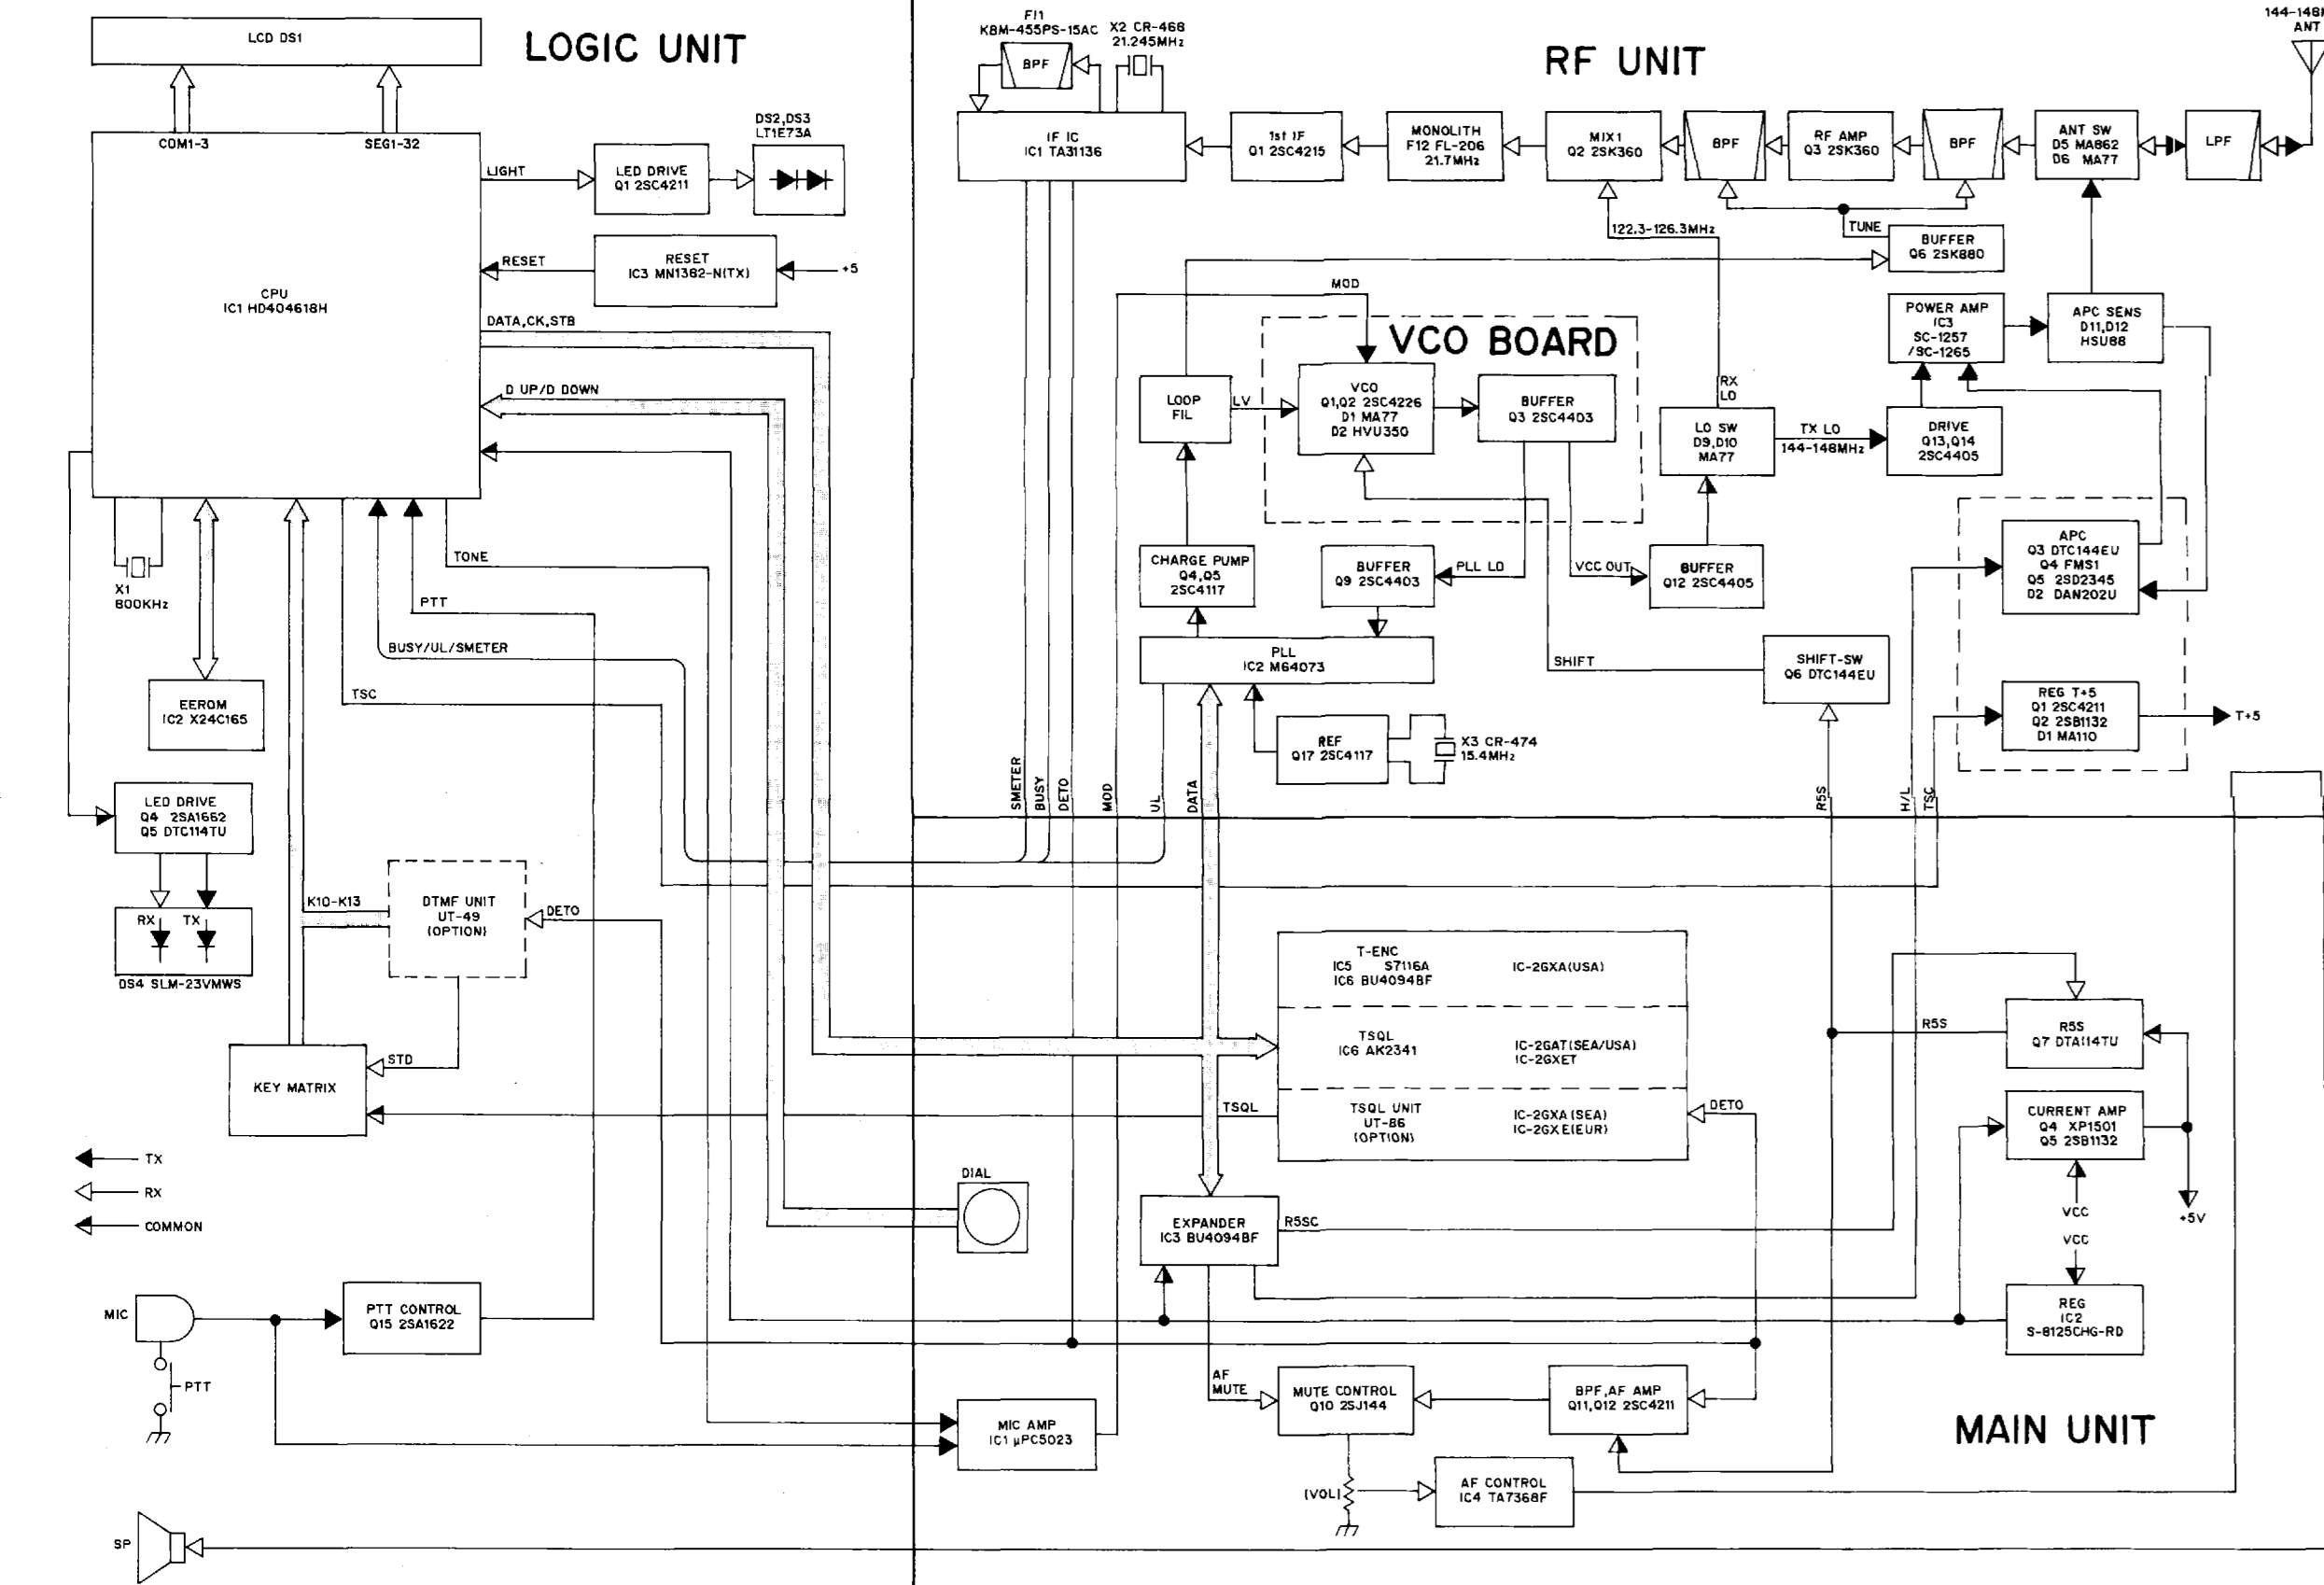 LCD DS1
LOGIC UNIT
COM1-3
SEG1-32
CPU
IC1 HD404618H
LIGHT
LED DRIVE
Q1 2SC4211
DS2,DS3
LT1E73A
RESET
RESET
IC3 MN1382-N(TX)
+5
DATA,CK,STB
D UP/D DOWN
X1
800KHz
TONE
PTT
BUSY/UL/SMETER
TSC
EEROM
IC2 X24C165
LED DRIVE
Q4 2SA1662
Q5 DTC114TU
RX
TX
DS4 SLM-23VMWS
K10-K13
DTMF UNIT
UT-49
(OPTION)
DETO
STD
KEY MATRIX
TX
RX
COMMON
MIC
PTT
PTT CONTROL
Q15 2SA1622
SP
RF UNIT
FI1
KBM-455PS-15AC
BPF
X2 CR-468
21.245MHz
IF IC
IC1 TA31136
1st IF
Q1 2SC4215
MONOLITH
F12 FL-206
21.7MHz
MIX1
Q2 2SK360
BPF
RF AMP
Q3 2SK360
BPF
ANT SW
D5 MA862
D6 MA77
LPF
144-148M
ANT
122.3-126.3MHz
TUNE
BUFFER
Q6 2SK880
MOD
VCO BOARD
LOOP
FIL
LV
VCO
Q1,Q2 2SC4226
D1 MA77
D2 HVU350
BUFFER
Q3 2SC4403
RX
LO
LO SW
D9,D10
MA77
TX LO
144-148MHz
POWER AMP
IC3
SC-1257
/SC-1265
APC SENS
D11,D12
HSU88
DRIVE
Q13,Q14
2SC4405
CHARGE PUMP
Q4,Q5
2SC4117
BUFFER
Q9 2SC4403
PLL LO
VCC OUT
BUFFER
Q12 2SC4405
APC
Q3 DTC144EU
Q4 FMS1
Q5 2SD2345
D2 DAN202U
PLL
IC2 M64073
SHIFT
SHIFT-SW
Q6 DTC144EU
REG T+5
Q1 2SC4211
Q2 2SB1132
D1 MA110
T+5
REF
Q17 2SC4117
X3 CR-474
15.4MHz
SMETER
BUSY
DETO
MOD
UL
DATA
R5S
H/L
TSC
T-ENC
IC5 S7116A
IC6 BU4094BF
IC-2GXA(USA)
TSQL
IC6 AK2341
IC-2GAT(SEA/USA)
IC-2GXET
TSQL
TSQL UNIT
UT-86
(OPTION)
IC-2GXA(SEA)
IC-2GXE(EUR)
DETO
R5S
R5S
Q7 DTA114TU
CURRENT AMP
Q4 XP1501
Q5 2SB1132
VCC
VCC
+5V
DIAL
EXPANDER
IC3 BU4094BF
R5SC
REG
IC2
S-8125CHG-RD
AF
MUTE
MUTE CONTROL
Q10 2SJ144
BPF,AF AMP
Q11,Q12 2SC4211
MIC AMP
IC1 µPC5023
(VOL)
AF CONTROL
IC4 TA7368F
MAIN UNIT